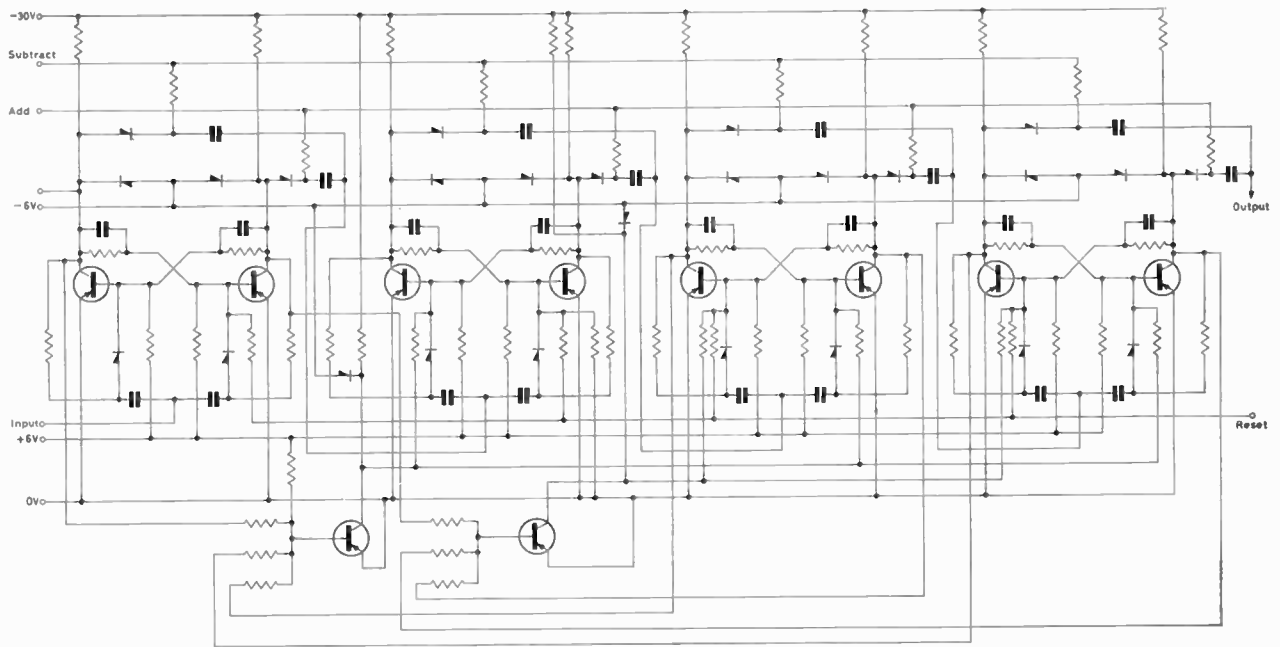 -30V
Subtract
Add
-6V
Output
Input
+6V
Reset
0V